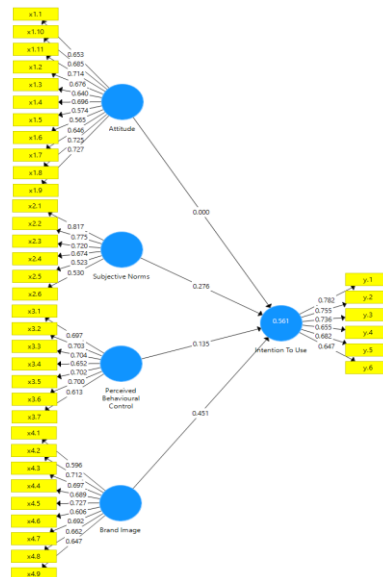 x1.1
x1.10
x1.11
x1.2
x1.3
x1.4
x1.5
x1.6
x1.7
x1.8
x1.9
0.653
0.685
0.714
0.676
0.640
0.696
0.574
0.565
0.646
0.725
0.727
Attitude
0.000
x2.1
x2.2
x2.3
x2.4
x2.5
x2.6
0.817
0.775
0.720
0.674
0.523
0.530
Subjective Norms
0.276
x3.1
x3.2
x3.3
x3.4
x3.5
x3.6
x3.7
0.697
0.703
0.704
0.652
0.702
0.700
0.613
Perceived
Behavioural
Control
0.135
x4.1
x4.2
x4.3
x4.4
x4.5
x4.6
x4.7
x4.8
x4.9
0.596
0.712
0.697
0.689
0.727
0.606
0.692
0.662
0.647
Brand Image
0.451
0.561
Intention To Use
0.782
0.755
0.736
0.655
0.682
0.647
y.1
y.2
y.3
y.4
y.5
y.6